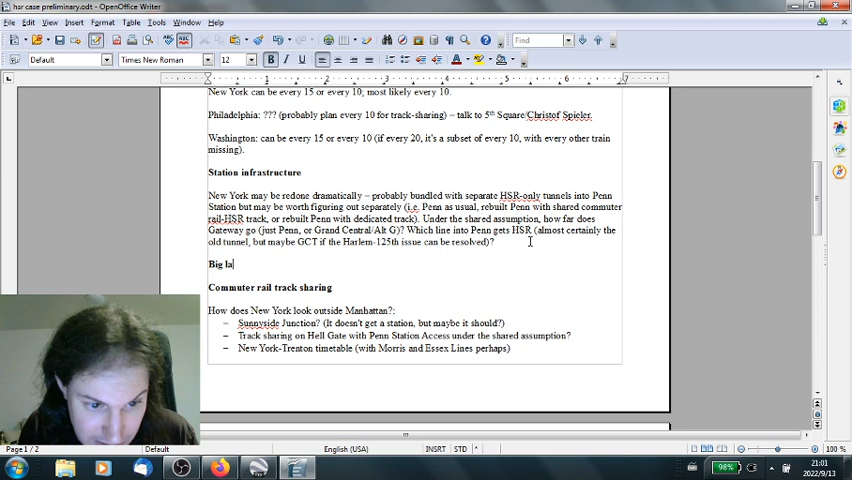 hsr case preliminary.odt - OpenOffice Writer
File Edit View Insert Format Table Tools Window Help
Find
Default Times New Roman 12 B I U
1 2 3 4 5 6 7
New York can be every 15 or every 10; most likely every 10.
Philadelphia: ??? (probably plan every 10 for track-sharing) – talk to 5th Square/Christof Spieler.
Washington: can be every 15 or every 10 (if every 20, it's a subset of every 10, with every other train
missing).
Station infrastructure
New York may be redone dramatically – probably bundled with separate HSR-only tunnels into Penn
Station but may be worth figuring out separately (i.e. Penn as usual, rebuilt Penn with shared commuter
rail-HSR track, or rebuilt Penn with dedicated track). Under the shared assumption, how far does
Gateway go (just Penn, or Grand Central/Alt G)? Which line into Penn gets HSR (almost certainly the
old tunnel, but maybe GCT if the Harlem-125th issue can be resolved)?
Big la
Commuter rail track sharing
How does New York look outside Manhattan?:
– Sunnyside Junction? (It doesn't get a station, but maybe it should?)
– Track sharing on Hell Gate with Penn Station Access under the shared assumption?
– New York-Trenton timetable (with Morris and Essex Lines perhaps)
Page 1 / 2 Default English (USA) INSRT STD 100 %
98% 21:01
2022/9/13